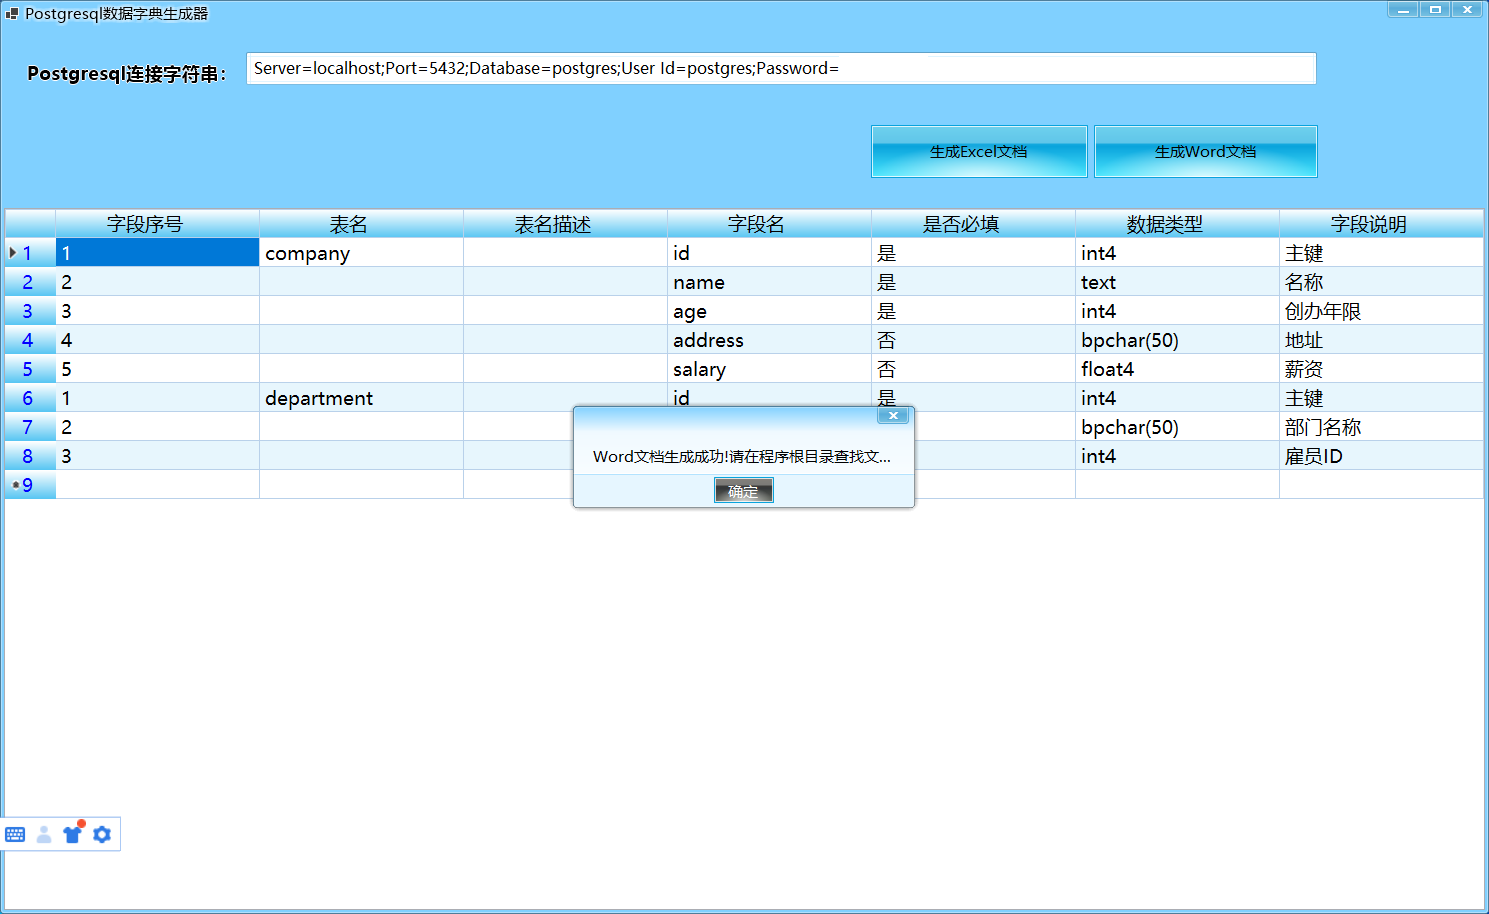 Postgresql数据字典生成器
Postgresql连接字符串： Server=localhost;Port=5432;Database=postgres;User Id=postgres;Password=
生成Excel文档 生成Word文档
字段序号 表名 表名描述 字段名 是否必填 数据类型 字段说明
1 1 company id 是 int4 主键
2 2 name 是 text 名称
3 3 age 是 int4 创办年限
4 4 address 否 bpchar(50) 地址
5 5 salary 否 float4 薪资
6 1 department id 是 int4 主键
7 2 bpchar(50) 部门名称
8 3 int4 雇员ID
9
Word文档生成成功!请在程序根目录查找文...
确定